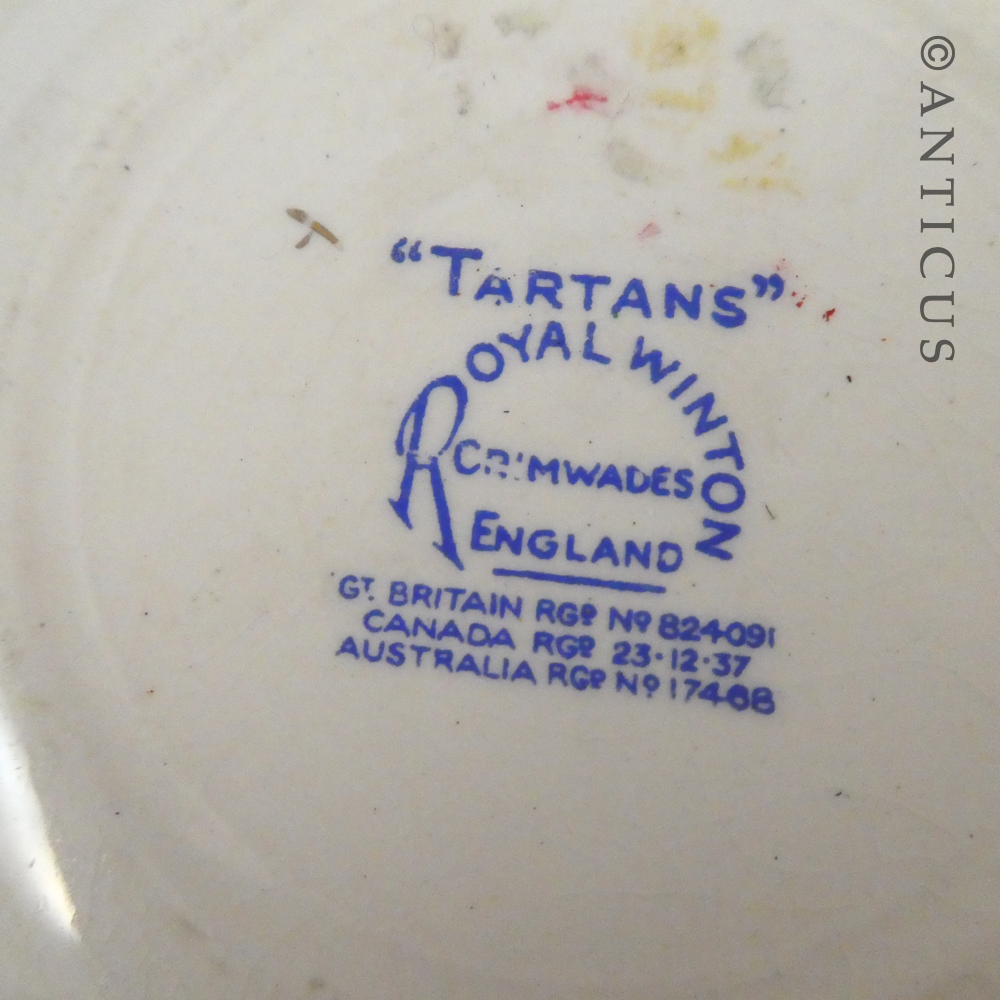 “TARTANS”
ROYAL WINTON
GRIMWADES
ENGLAND
GT. BRITAIN RGD NO 824091
CANADA RGD 23·12·37
AUSTRALIA RGD NO 17468
©ANTICUS